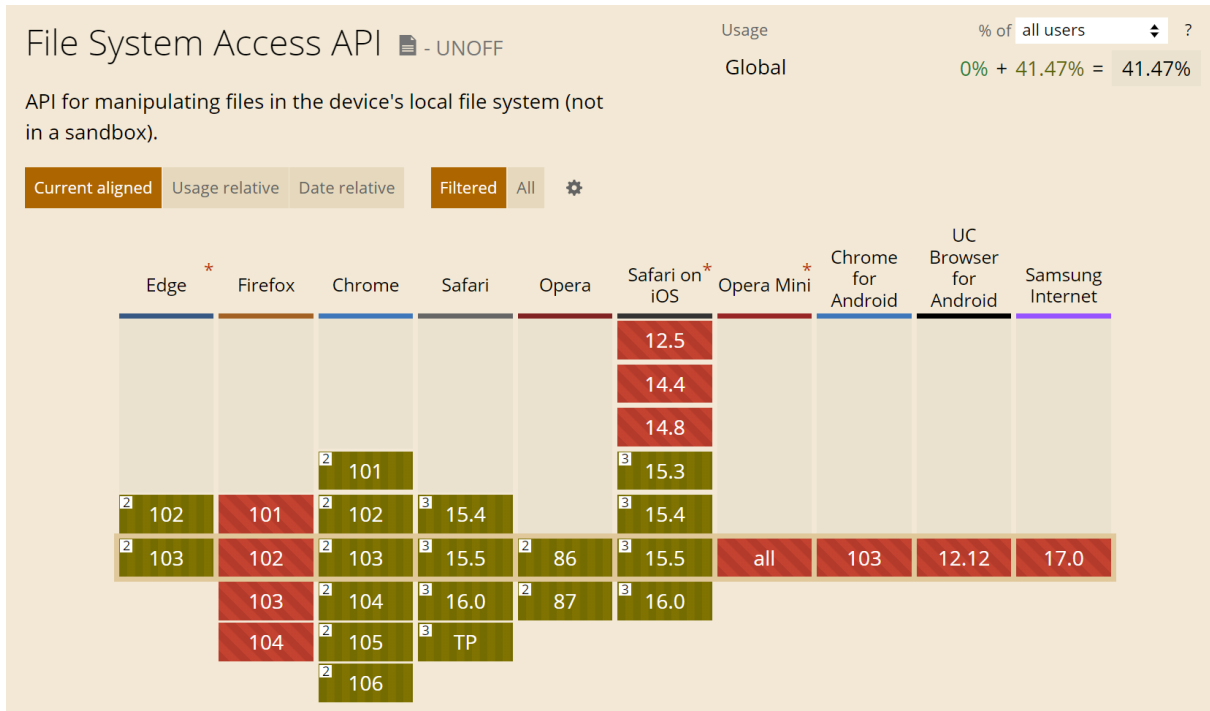 File System Access API - UNOFF
Usage % of all users ?
Global 0% + 41.47% = 41.47%
API for manipulating files in the device's local file system (not
in a sandbox).
Current aligned Usage relative Date relative Filtered All
Edge * Firefox Chrome Safari Opera Safari on iOS * Opera Mini * Chrome for Android UC Browser for Android Samsung Internet
12.5
14.4
14.8
2 101 3 15.3
2 102 101 2 102 3 15.4 3 15.4
2 103 102 2 103 3 15.5 2 86 3 15.5 all 103 12.12 17.0
103 2 104 3 16.0 2 87 3 16.0
104 2 105 3 TP
2 106